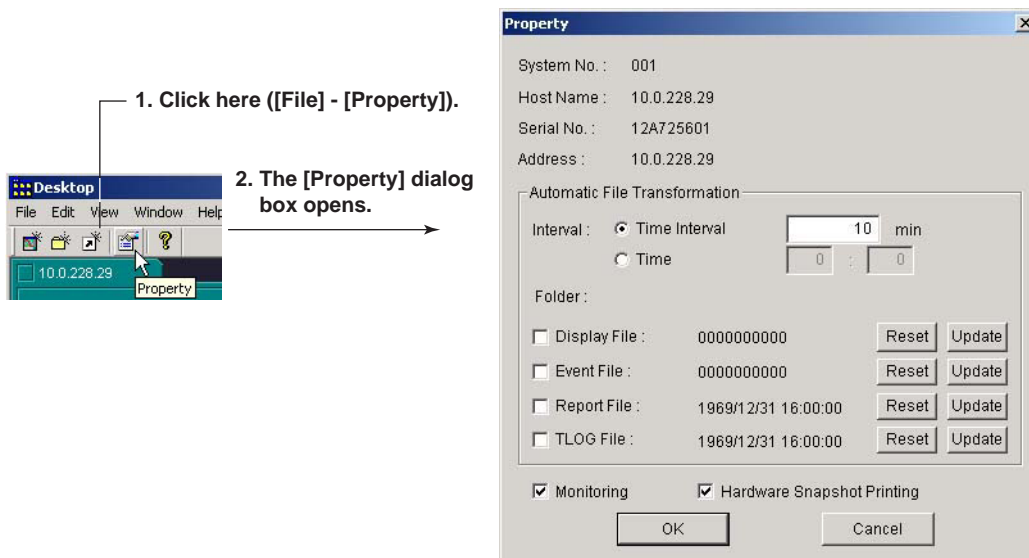 1. Click here ([File] - [Property]).
Desktop
File Edit View Window Help
10.0.228.29
Property
2. The [Property] dialog
box opens.
Property
System No. : 001
Host Name : 10.0.228.29
Serial No. : 12A725601
Address : 10.0.228.29
Automatic File Transformation
Interval : Time Interval 10 min
Time 0 : 0
Folder :
Display File : 0000000000 Reset Update
Event File : 0000000000 Reset Update
Report File : 1969/12/31 16:00:00 Reset Update
TLOG File : 1969/12/31 16:00:00 Reset Update
Monitoring Hardware Snapshot Printing
OK Cancel